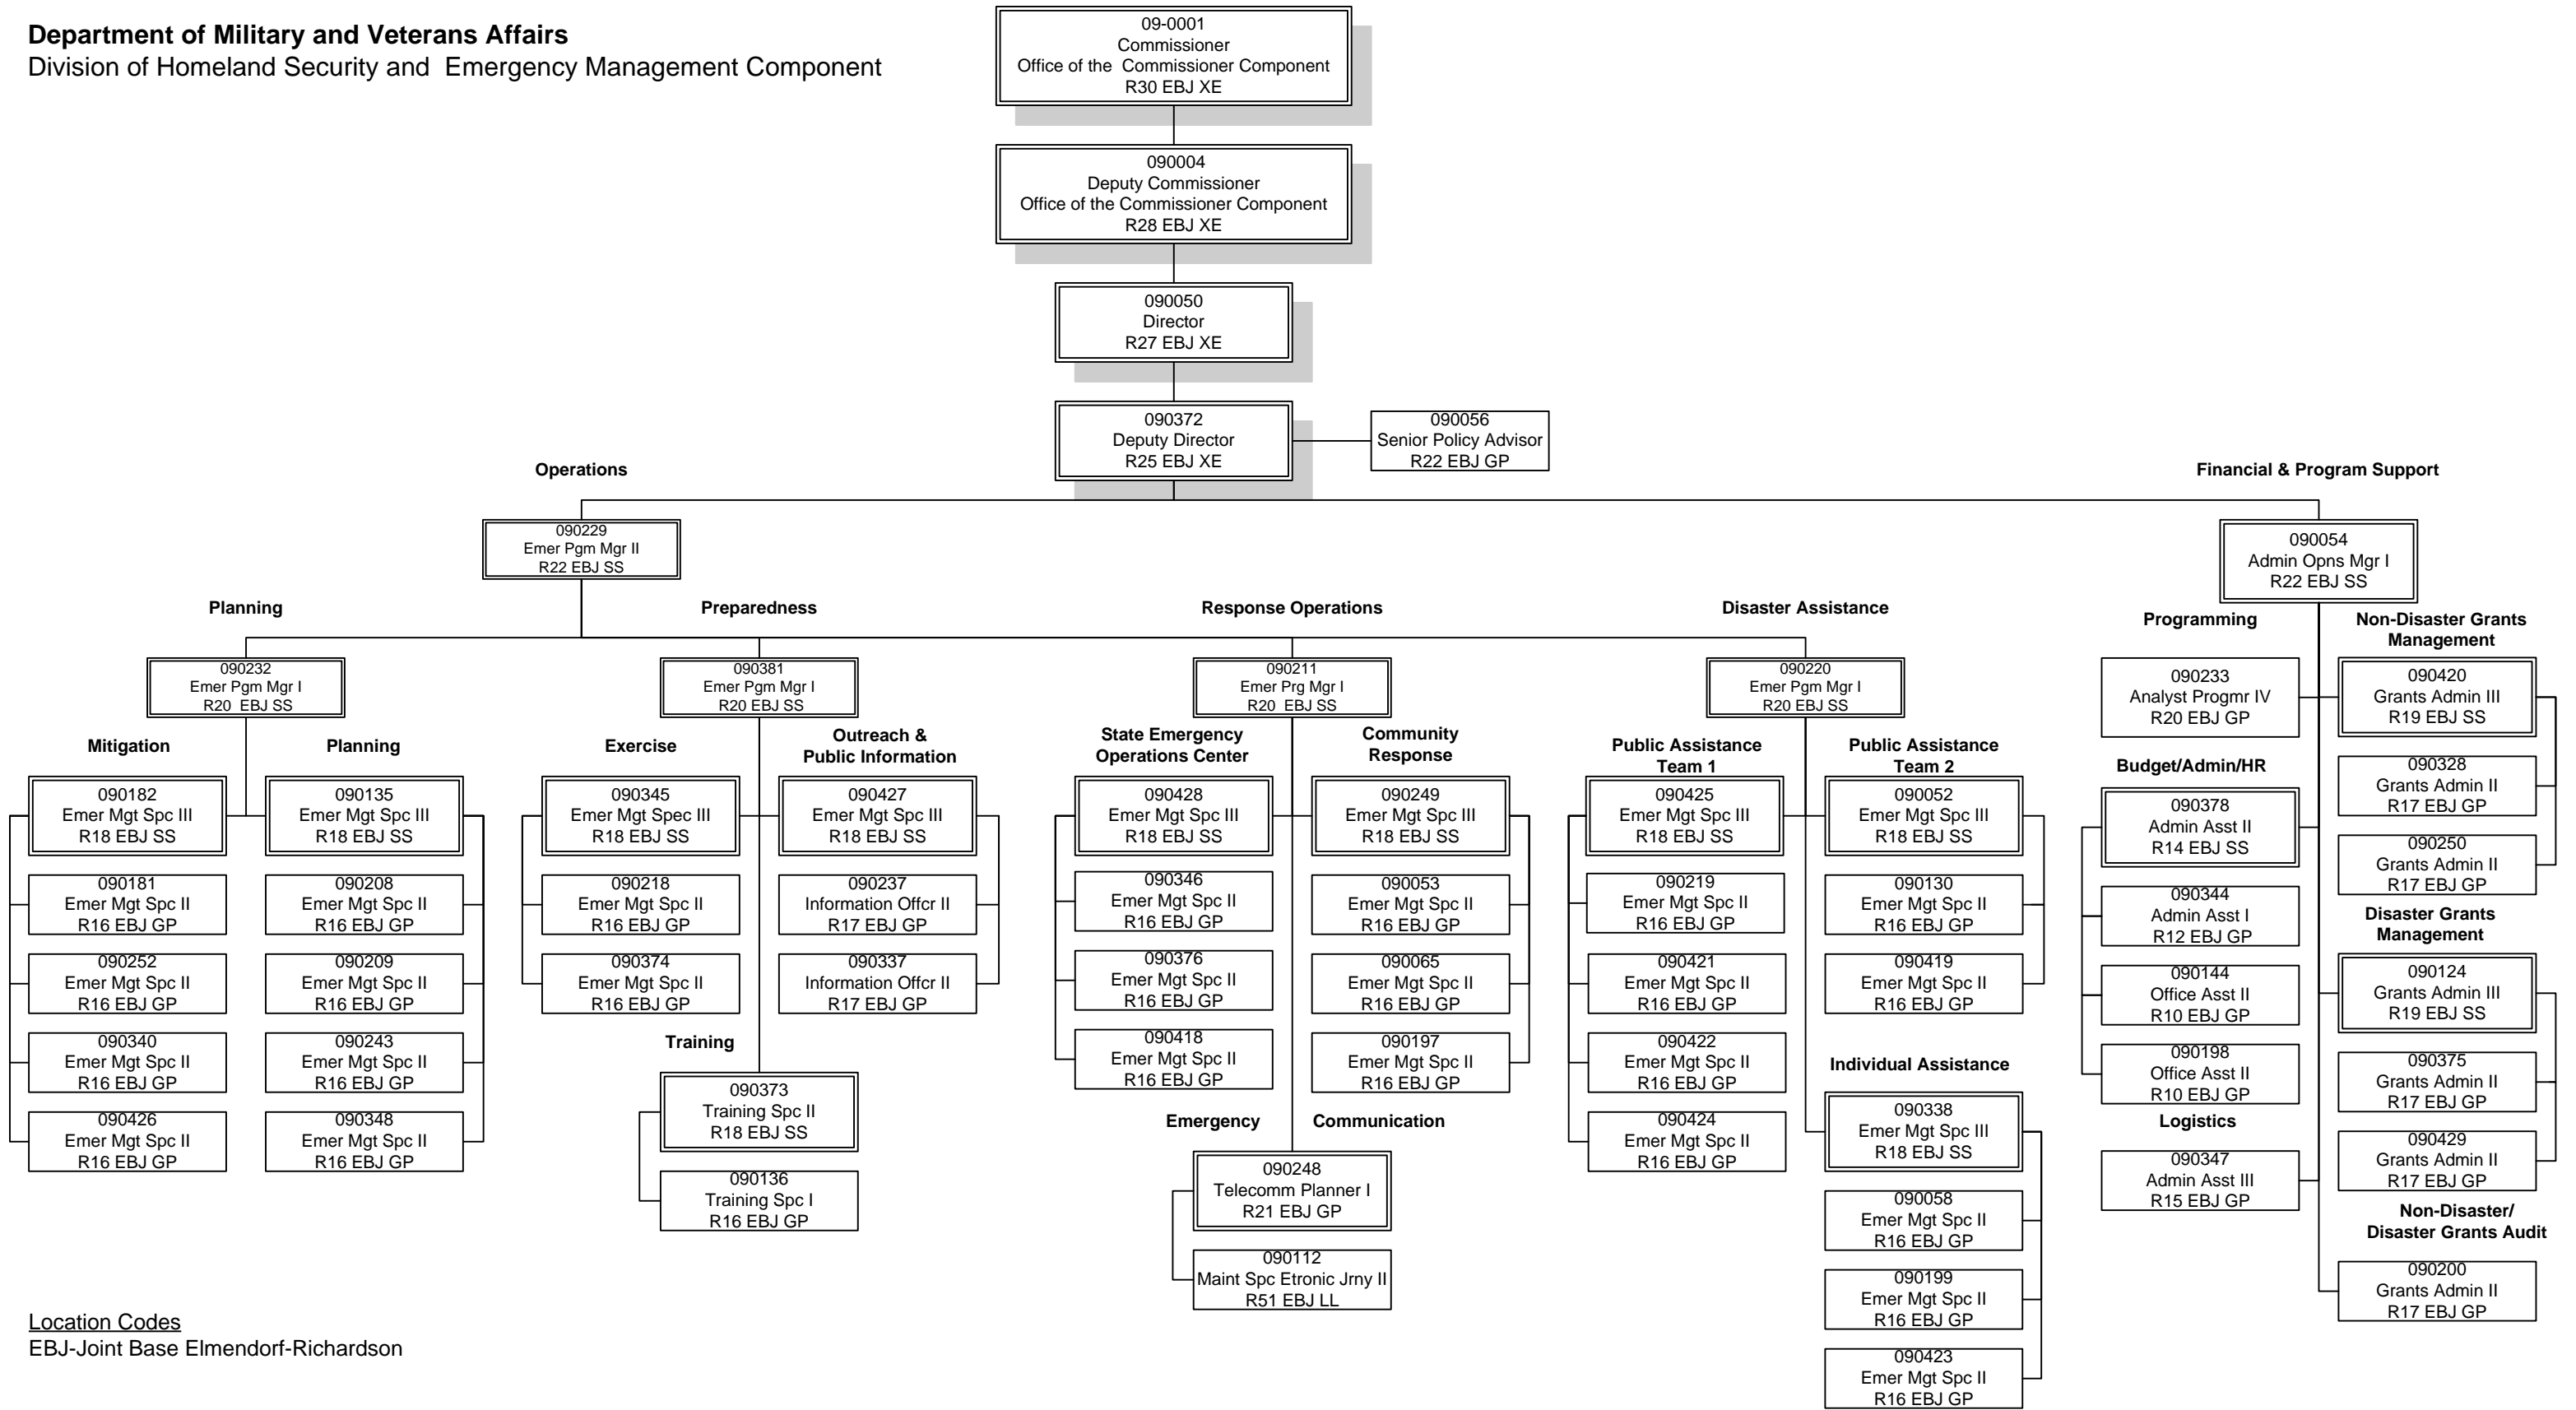 Department of Military and Veterans Affairs
Division of Homeland Security and Emergency Management Component
09-0001
Commissioner
Office of the Commissioner Component
R30 EBJ XE
090004
Deputy Commissioner
Office of the Commissioner Component
R28 EBJ XE
090050
Director
R27 EBJ XE
090372
Deputy Director
R25 EBJ XE
090056
Senior Policy Advisor
R22 EBJ GP
Operations
090229
Emer Pgm Mgr II
R22 EBJ SS
Planning
090232
Emer Pgm Mgr I
R20 EBJ SS
Mitigation
090182
Emer Mgt Spc III
R18 EBJ SS
090181
Emer Mgt Spc II
R16 EBJ GP
090252
Emer Mgt Spc II
R16 EBJ GP
090340
Emer Mgt Spc II
R16 EBJ GP
090426
Emer Mgt Spc II
R16 EBJ GP
Planning
090135
Emer Mgt Spc III
R18 EBJ SS
090208
Emer Mgt Spc II
R16 EBJ GP
090209
Emer Mgt Spc II
R16 EBJ GP
090243
Emer Mgt Spc II
R16 EBJ GP
090348
Emer Mgt Spc II
R16 EBJ GP
Preparedness
090381
Emer Pgm Mgr I
R20 EBJ SS
Exercise
090345
Emer Mgt Spec III
R18 EBJ SS
090218
Emer Mgt Spc II
R16 EBJ GP
090374
Emer Mgt Spc II
R16 EBJ GP
Outreach &
Public Information
090427
Emer Mgt Spc III
R18 EBJ SS
090237
Information Offcr II
R17 EBJ GP
090337
Information Offcr II
R17 EBJ GP
Training
090373
Training Spc II
R18 EBJ SS
090136
Training Spc I
R16 EBJ GP
Response Operations
090211
Emer Prg Mgr I
R20 EBJ SS
State Emergency
Operations Center
090428
Emer Mgt Spc III
R18 EBJ SS
090346
Emer Mgt Spc II
R16 EBJ GP
090376
Emer Mgt Spc II
R16 EBJ GP
090418
Emer Mgt Spc II
R16 EBJ GP
Community
Response
090249
Emer Mgt Spc III
R18 EBJ SS
090053
Emer Mgt Spc II
R16 EBJ GP
090065
Emer Mgt Spc II
R16 EBJ GP
090197
Emer Mgt Spc II
R16 EBJ GP
Emergency Communication
090248
Telecomm Planner I
R21 EBJ GP
090112
Maint Spc Etronic Jrny II
R51 EBJ LL
Disaster Assistance
090220
Emer Pgm Mgr I
R20 EBJ SS
Public Assistance
Team 1
090425
Emer Mgt Spc III
R18 EBJ SS
090219
Emer Mgt Spc II
R16 EBJ GP
090421
Emer Mgt Spc II
R16 EBJ GP
090422
Emer Mgt Spc II
R16 EBJ GP
090424
Emer Mgt Spc II
R16 EBJ GP
Public Assistance
Team 2
090052
Emer Mgt Spc III
R18 EBJ SS
090130
Emer Mgt Spc II
R16 EBJ GP
090419
Emer Mgt Spc II
R16 EBJ GP
Individual Assistance
090338
Emer Mgt Spc III
R18 EBJ SS
090058
Emer Mgt Spc II
R16 EBJ GP
090199
Emer Mgt Spc II
R16 EBJ GP
090423
Emer Mgt Spc II
R16 EBJ GP
Financial & Program Support
090054
Admin Opns Mgr I
R22 EBJ SS
Programming
090233
Analyst Progmr IV
R20 EBJ GP
Budget/Admin/HR
090378
Admin Asst II
R14 EBJ SS
090344
Admin Asst I
R12 EBJ GP
090144
Office Asst II
R10 EBJ GP
090198
Office Asst II
R10 EBJ GP
Logistics
090347
Admin Asst III
R15 EBJ GP
Non-Disaster Grants
Management
090420
Grants Admin III
R19 EBJ SS
090328
Grants Admin II
R17 EBJ GP
090250
Grants Admin II
R17 EBJ GP
Disaster Grants
Management
090124
Grants Admin III
R19 EBJ SS
090375
Grants Admin II
R17 EBJ GP
090429
Grants Admin II
R17 EBJ GP
Non-Disaster/
Disaster Grants Audit
090200
Grants Admin II
R17 EBJ GP
Location Codes
EBJ-Joint Base Elmendorf-Richardson